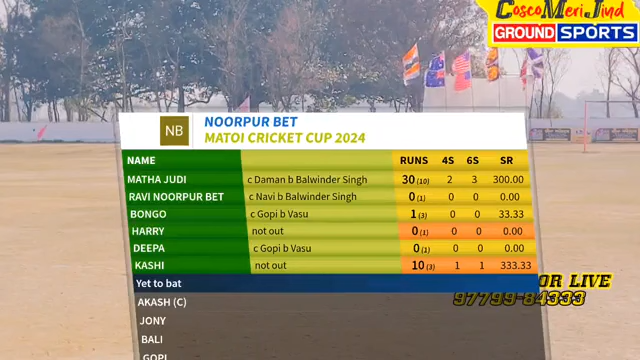 CoscoMeriJind
GROUND SPORTS
NB
NOORPUR BET
MATOI CRICKET CUP 2024
NAME RUNS 4S 6S SR
MATHA JUDI c Daman b Balwinder Singh 30 (10) 2 3 300.00
RAVI NOORPUR BET c Navi b Balwinder Singh 0 (1) 0 0 0.00
BONGO c Gopi b Vasu 1 (3) 0 0 33.33
HARRY not out 0 (1) 0 0 0.00
DEEPA c Gopi b Vasu 0 (1) 0 0 0.00
KASHI not out 10 (3) 1 1 333.33
Yet to bat
OR LIVE
AKASH (C)
97799-84333
JONY
BALI
GOPI